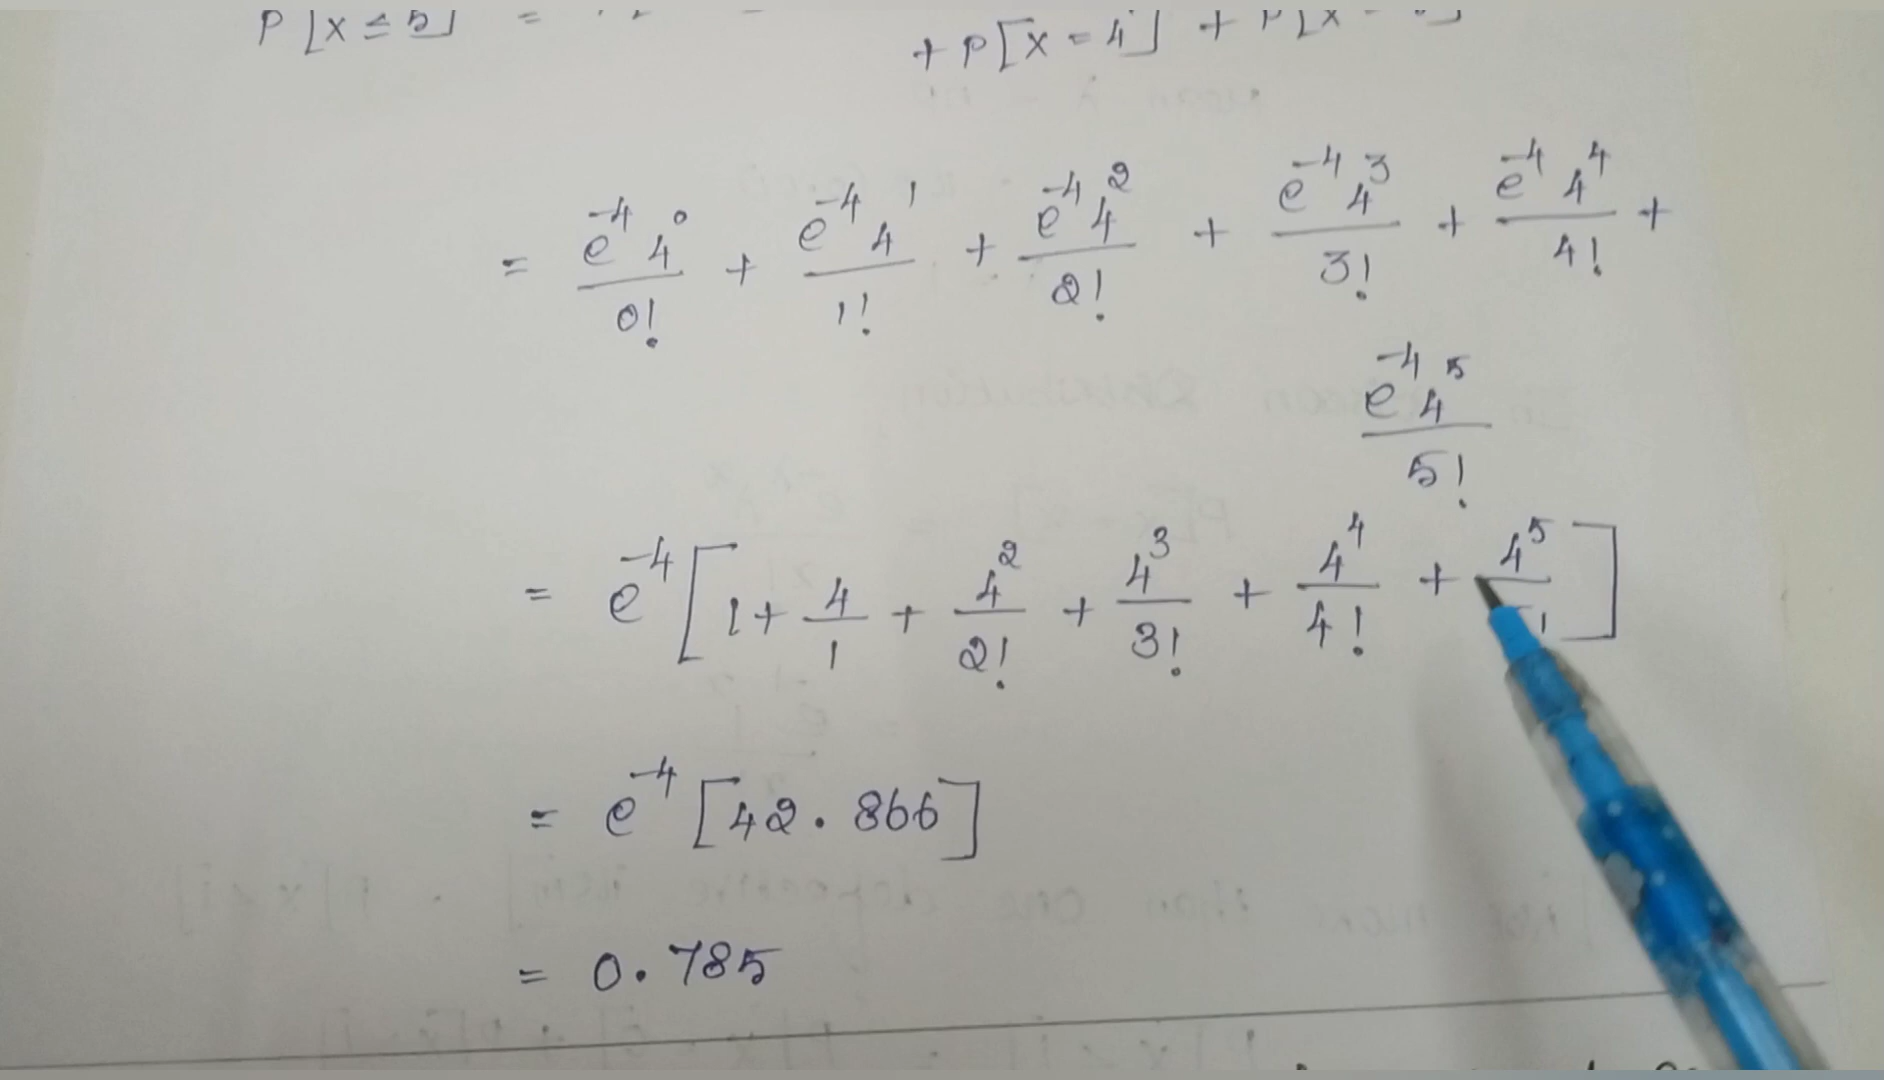 P[X ≤ 5] =
+ P[X = 4] + P[X
= e^-4 4^0 / 0! + e^-4 4^1 / 1! + e^-4 4^2 / 2! + e^-4 4^3 / 3! + e^-4 4^4 / 4! +
e^-4 4^5 / 5!
= e^-4 [1 + 4/1 + 4^2/2! + 4^3/3! + 4^4/4! + 4^5/ !]
= e^-4 [42.866]
= 0.785